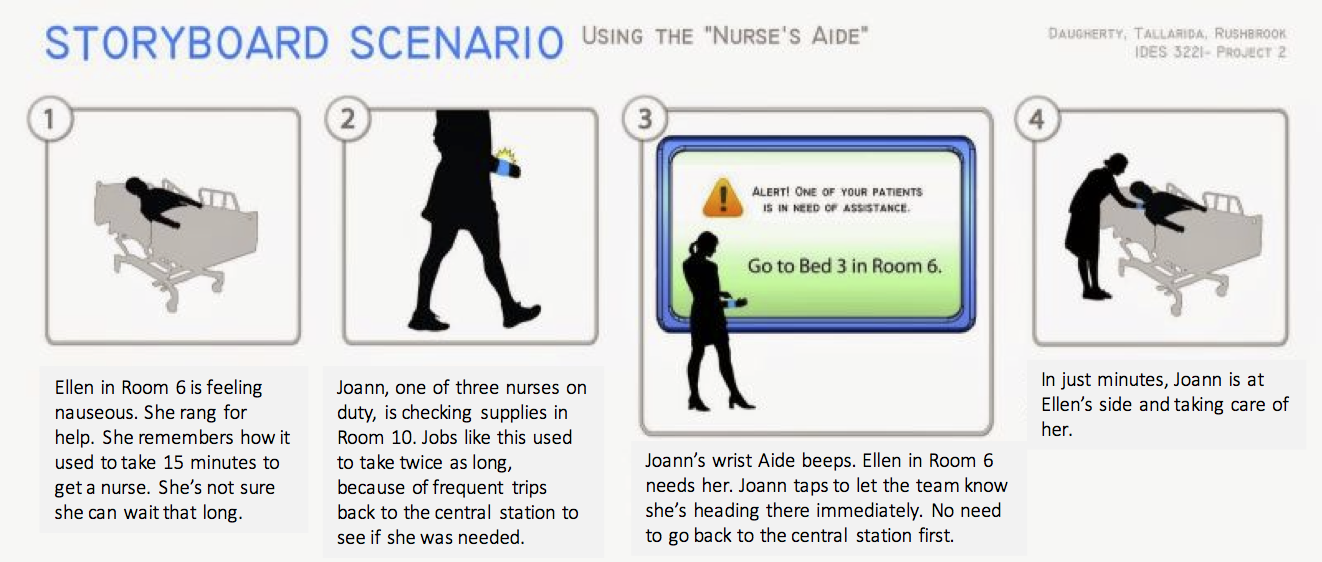 STORYBOARD SCENARIO USING THE "NURSE'S AIDE"
DAUGHERTY, TALLARIDA, RUSHBROOK
IDES 3221- PROJECT 2
1
Ellen in Room 6 is feeling
nauseous. She rang for
help. She remembers how it
used to take 15 minutes to
get a nurse. She's not sure
she can wait that long.
2
Joann, one of three nurses on
duty, is checking supplies in
Room 10. Jobs like this used
to take twice as long,
because of frequent trips
back to the central station to
see if she was needed.
3
ALERT! ONE OF YOUR PATIENTS
IS IN NEED OF ASSISTANCE.
Go to Bed 3 in Room 6.
Joann's wrist Aide beeps. Ellen in Room 6
needs her. Joann taps to let the team know
she's heading there immediately. No need
to go back to the central station first.
4
In just minutes, Joann is at
Ellen's side and taking care of
her.